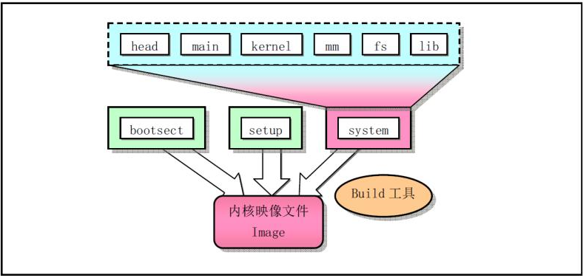 head main kernel mm fs lib
bootsect setup system
Build 工具
内核映像文件
Image